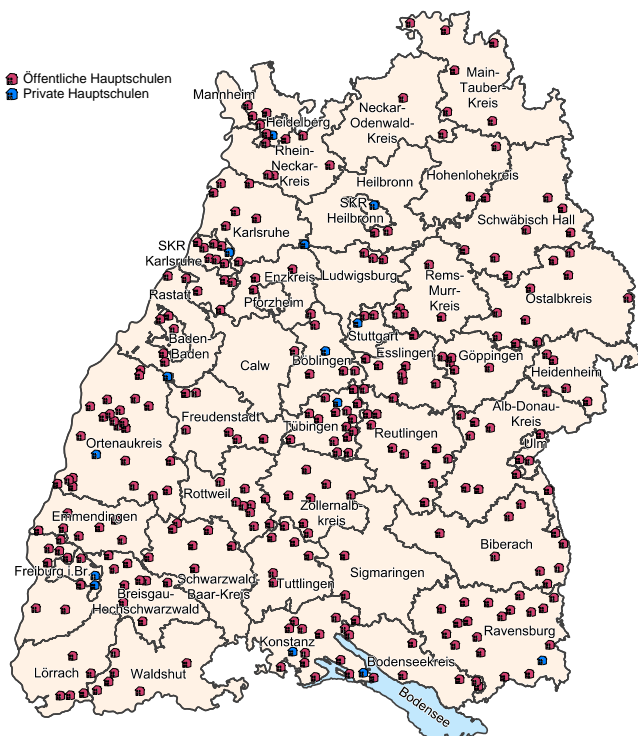 Öffentliche Hauptschulen
Private Hauptschulen
Main-
Tauber-
Kreis
Mannheim
Neckar-
Odenwald-
Kreis
Heidelberg
Rhein-
Neckar-
Kreis
Heilbronn
Hohenlohekreis
SKR
Heilbronn
Schwäbisch Hall
Karlsruhe
SKR
Karlsruhe
Enzkreis
Ludwigsburg
Rems-
Murr-
Kreis
Ostalbkreis
Rastatt
Pforzheim
Stuttgart
Baden-
Baden
Calw
Böblingen
Esslingen
Göppingen
Heidenheim
Freudenstadt
Tübingen
Reutlingen
Alb-Donau-
Kreis
Ulm
Ortenaukreis
Rottweil
Zollernalb-
kreis
Emmendingen
Biberach
Freiburg i.Br.
Breisgau-
Hochschwarzwald
Schwarzwald-
Baar-Kreis
Tuttlingen
Sigmaringen
Ravensburg
Konstanz
Bodenseekreis
Lörrach
Waldshut
Bodensee